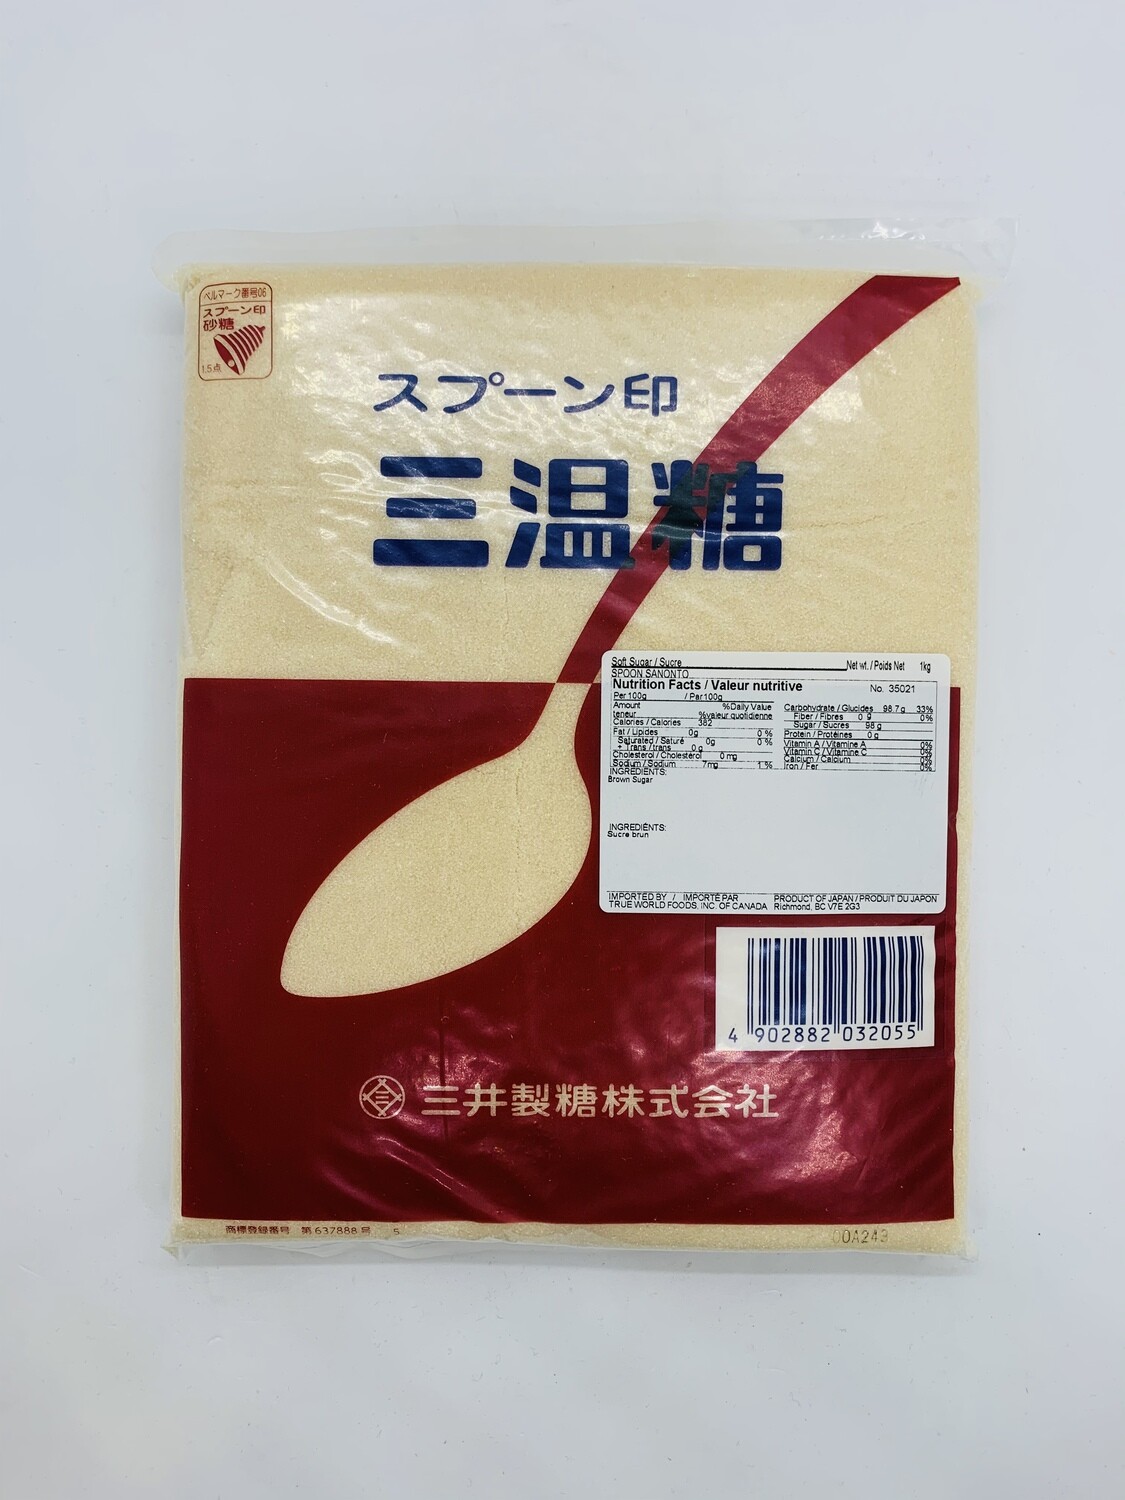 ベルマーク番号06
スプーン印
砂糖
1.5点
スプーン印
三温糖
Soft Sugar / Sucre Net wt. / Poids Net 1kg
SPOON SANONTO
Nutrition Facts / Valeur nutritive No. 35021
Per 100g / Par 100g
Amount %Daily Value
teneur %valeur quotidienne
Calories / Calories 382
Fat / Lipides 0g 0 %
Saturated / Saturé 0g 0 %
+ Trans / trans 0 g
Cholesterol / Cholesterol 0 mg
Sodium / Sodium 7mg 1 %
Carbohydrate / Glucides 98.7 g 33%
Fiber / Fibres 0 g 0%
Sugar / Sucres 98 g
Protein / Protéines 0 g
Vitamin A / Vitamine A 0%
Vitamin C / Vitamine C 0%
Calcium / Calcium 0%
Iron / Fer 0%
INGREDIENTS:
Brown Sugar
INGREDIÉNTS:
Sucre brun
IMPORTED BY / IMPORTÉ PAR PRODUCT OF JAPAN / PRODUIT DU JAPON
TRUE WORLD FOODS, INC. OF CANADA Richmond, BC V7E 2G3
4 902882 032055
三井製糖株式会社
商標登録番号 第637888号 5
00A243